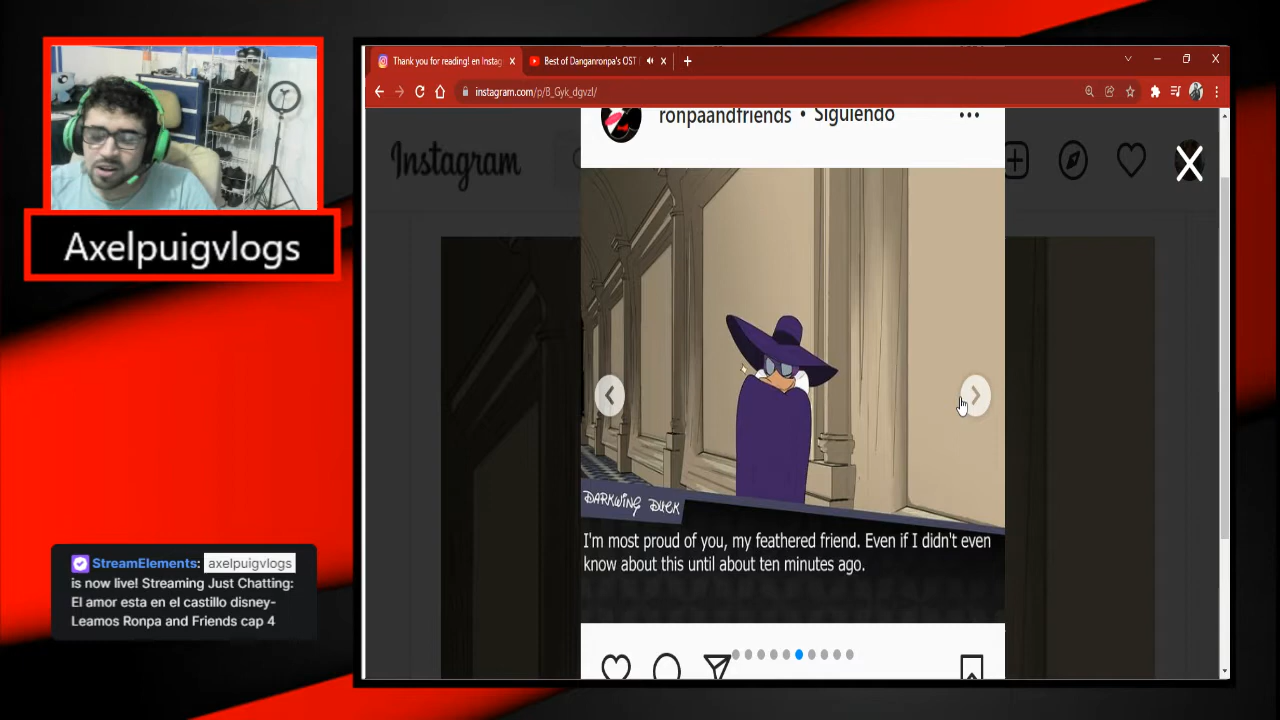 Axelpuigvlogs
StreamElements: axelpuigvlogs
is now live! Streaming Just Chatting:
El amor esta en el castillo disney-
Leamos Ronpa and Friends cap 4
Thank you for reading! en Instag
Best of Danganronpa's OST
instagram.com/p/B_Gyk_dgvzI/
ronpaandfriends • Siguiendo
Instagram
DARKWING DUCK
I'm most proud of you, my feathered friend. Even if I didn't even
know about this until about ten minutes ago.